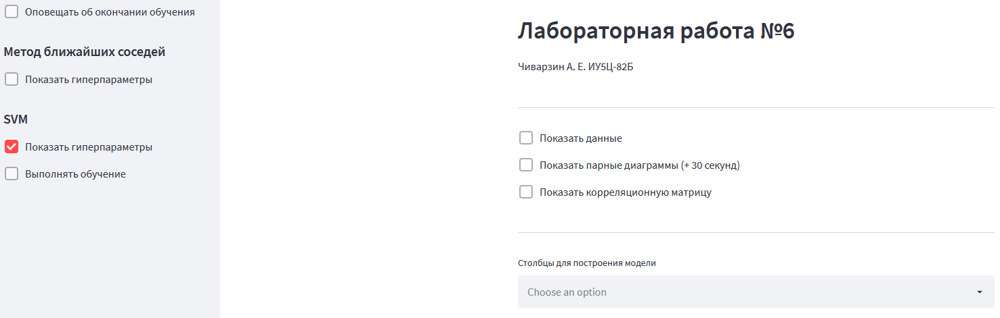 Оповещать об окончании обучения
Метод ближайших соседей
Показать гиперпараметры
SVM
Показать гиперпараметры
Выполнять обучение
Лабораторная работа №6
Чиварзин А. Е. ИУ5Ц-82Б
Показать данные
Показать парные диаграммы (+ 30 секунд)
Показать корреляционную матрицу
Столбцы для построения модели
Choose an option